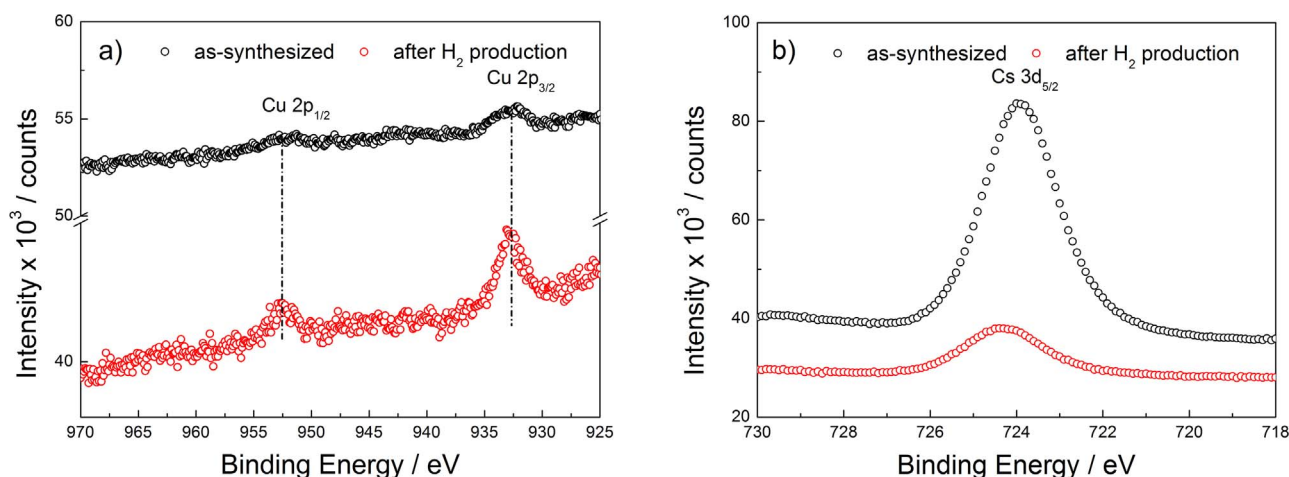 a)
as-synthesized
after H₂ production
Cu 2p₁/₂
Cu 2p₃/₂
60
55
50
40
Intensity x 10³ / counts
970 965 960 955 950 945 940 935 930 925
Binding Energy / eV
b)
as-synthesized
after H₂ production
Cs 3d₅/₂
100
80
60
40
20
Intensity x 10³ / counts
730 728 726 724 722 720 718
Binding Energy / eV